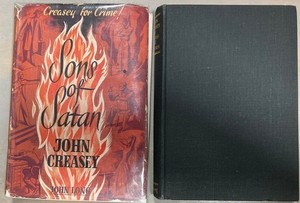 Creasey for Crime!
Sons
of
Satan
JOHN
CREASEY
JOHN LONG